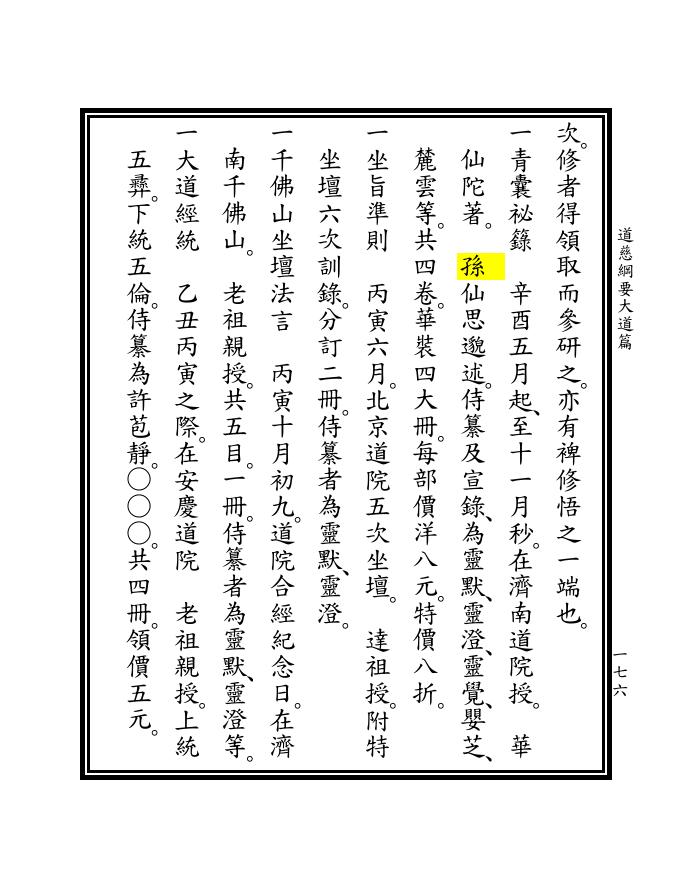 道慈綱要大道篇
次。修者得領取而參研之。亦有裨修悟之一端也。
一青囊祕籙　辛酉五月起、至十一月秒。在濟南道院授。　華
仙陀著。　孫仙思邈述。侍纂及宣錄、為靈默、靈澄、靈覺、嬰芝、
麓雲等。共四卷。華裝四大冊。每部價洋八元。特價八折。
一坐旨準則　丙寅六月。北京道院五次坐壇。　達祖授。附特
坐壇六次訓錄。分訂二冊。侍纂者為靈默、靈澄。
一千佛山坐壇法言　丙寅十月初九。道院合經紀念日。在濟
南千佛山。　老祖親授。共五目。一冊。侍纂者為靈默、靈澄等。
一大道經統　乙丑丙寅之際。在安慶道院　老祖親授。上統
五彞。下統五倫。侍纂為許芑靜。〇〇〇。共四冊。領價五元。
一七六